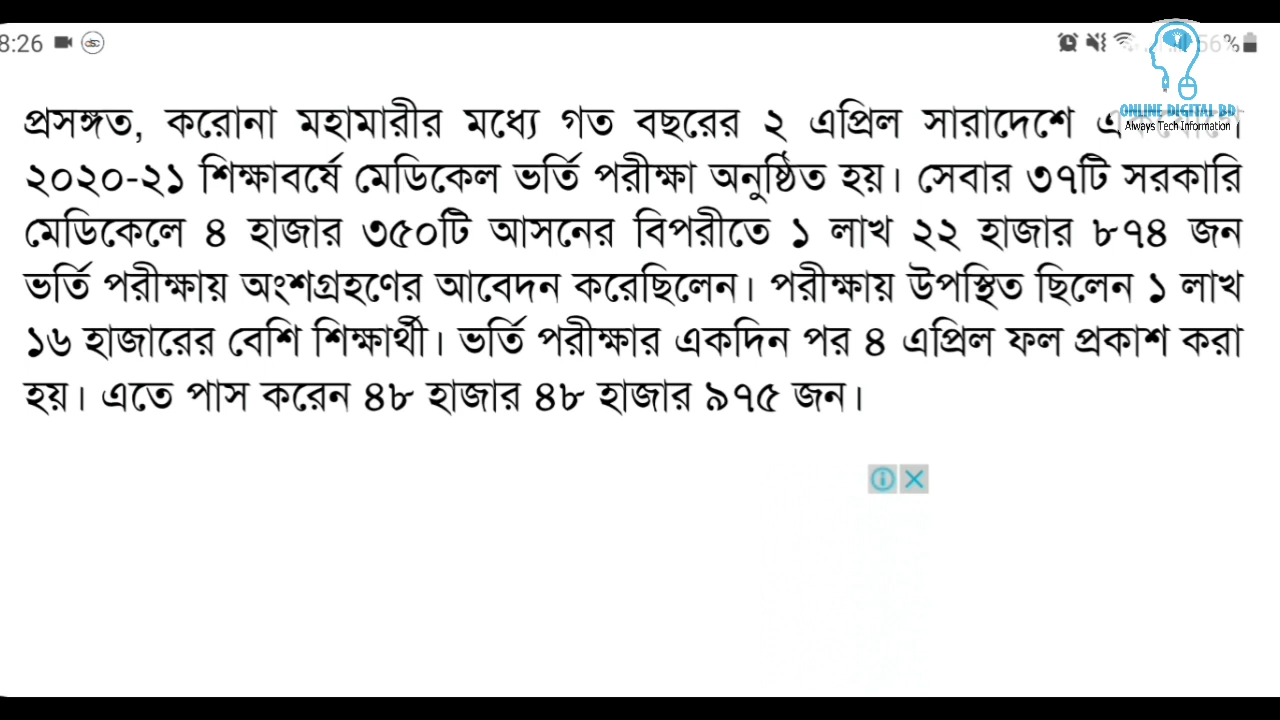 8:26
56%
ONLINE DIGITAL BD
Always Tech Information
প্রসঙ্গত, করোনা মহামারীর মধ্যে গত বছরের ২ এপ্রিল সারাদেশে
২০২০-২১ শিক্ষাবর্ষে মেডিকেল ভর্তি পরীক্ষা অনুষ্ঠিত হয়। সেবার ৩৭টি সরকারি
মেডিকেলে ৪ হাজার ৩৫০টি আসনের বিপরীতে ১ লাখ ২২ হাজার ৮৭৪ জন
ভর্তি পরীক্ষায় অংশগ্রহণের আবেদন করেছিলেন। পরীক্ষায় উপস্থিত ছিলেন ১ লাখ
১৬ হাজারের বেশি শিক্ষার্থী। ভর্তি পরীক্ষার একদিন পর ৪ এপ্রিল ফল প্রকাশ করা
হয়। এতে পাস করেন ৪৮ হাজার ৪৮ হাজার ৯৭৫ জন।